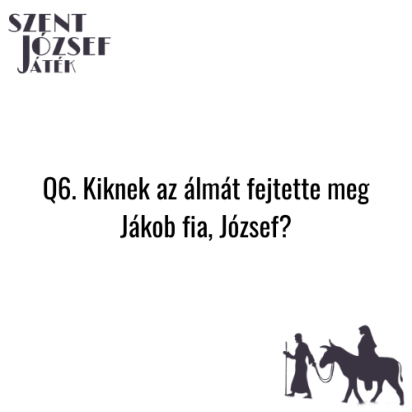 SZENT
JÓZSEF
JÁTÉK
Q6. Kiknek az álmát fejtette meg
Jákob fia, József?